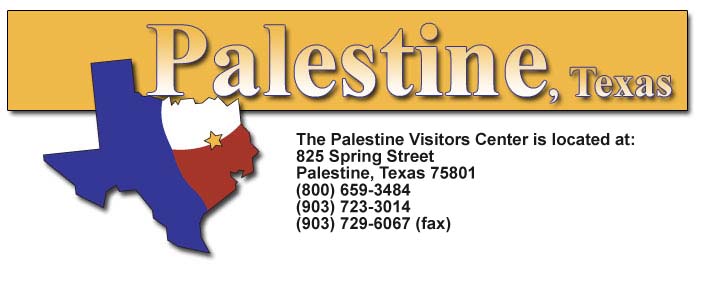 Palestine, Texas
The Palestine Visitors Center is located at:
825 Spring Street
Palestine, Texas 75801
(800) 659-3484
(903) 723-3014
(903) 729-6067 (fax)